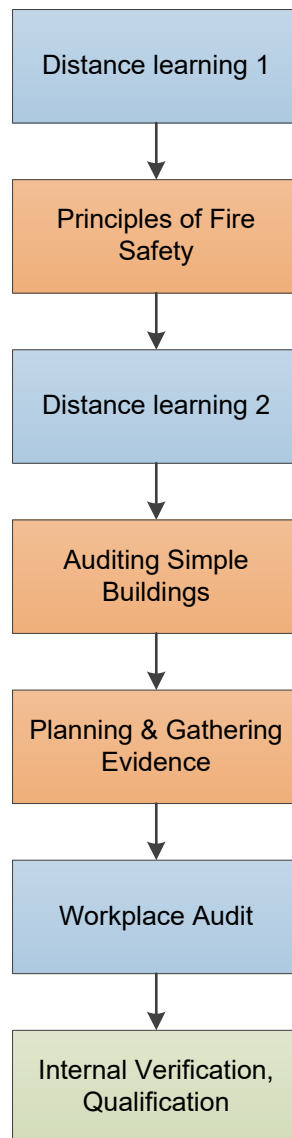 Distance learning 1
Principles of Fire
Safety
Distance learning 2
Auditing Simple
Buildings
Planning & Gathering
Evidence
Workplace Audit
Internal Verification,
Qualification